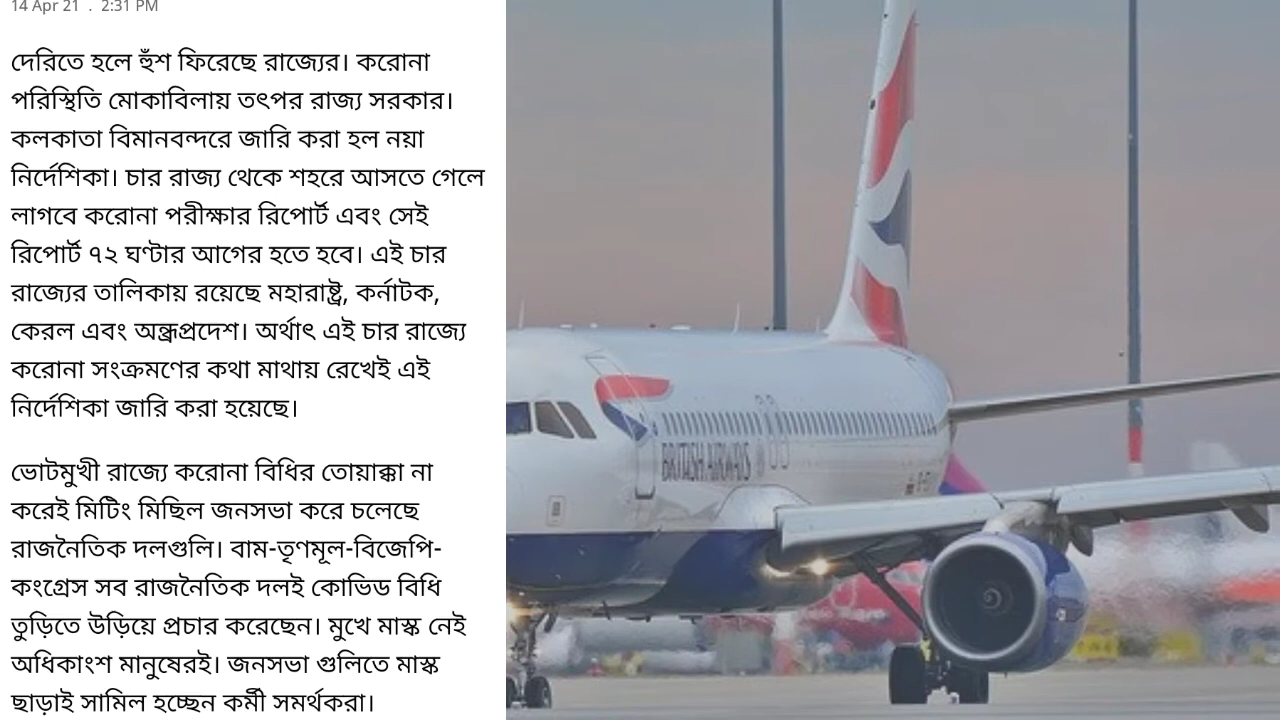 14 Apr 21 . 2:31 PM
দেরিতে হলে হুঁশ ফিরেছে রাজ্যের। করোনা
পরিস্থিতি মোকাবিলায় তৎপর রাজ্য সরকার।
কলকাতা বিমানবন্দরে জারি করা হল নয়া
নির্দেশিকা। চার রাজ্য থেকে শহরে আসতে গেলে
লাগবে করোনা পরীক্ষার রিপোর্ট এবং সেই
রিপোর্ট ৭২ ঘণ্টার আগের হতে হবে। এই চার
রাজ্যের তালিকায় রয়েছে মহারাষ্ট্র, কর্নাটক,
কেরল এবং অন্ধ্রপ্রদেশ। অর্থাৎ এই চার রাজ্যে
করোনা সংক্রমণের কথা মাথায় রেখেই এই
নির্দেশিকা জারি করা হয়েছে।
ভোটমুখী রাজ্যে করোনা বিধির তোয়াক্কা না
করেই মিটিং মিছিল জনসভা করে চলেছে
রাজনৈতিক দলগুলি। বাম-তৃণমূল-বিজেপি-
কংগ্রেস সব রাজনৈতিক দলই কোভিড বিধি
তুড়িতে উড়িয়ে প্রচার করেছেন। মুখে মাস্ক নেই
অধিকাংশ মানুষেরই। জনসভা গুলিতে মাস্ক
ছাড়াই সামিল হচ্ছেন কর্মী সমর্থকরা।
BRITISH AIRWAYS